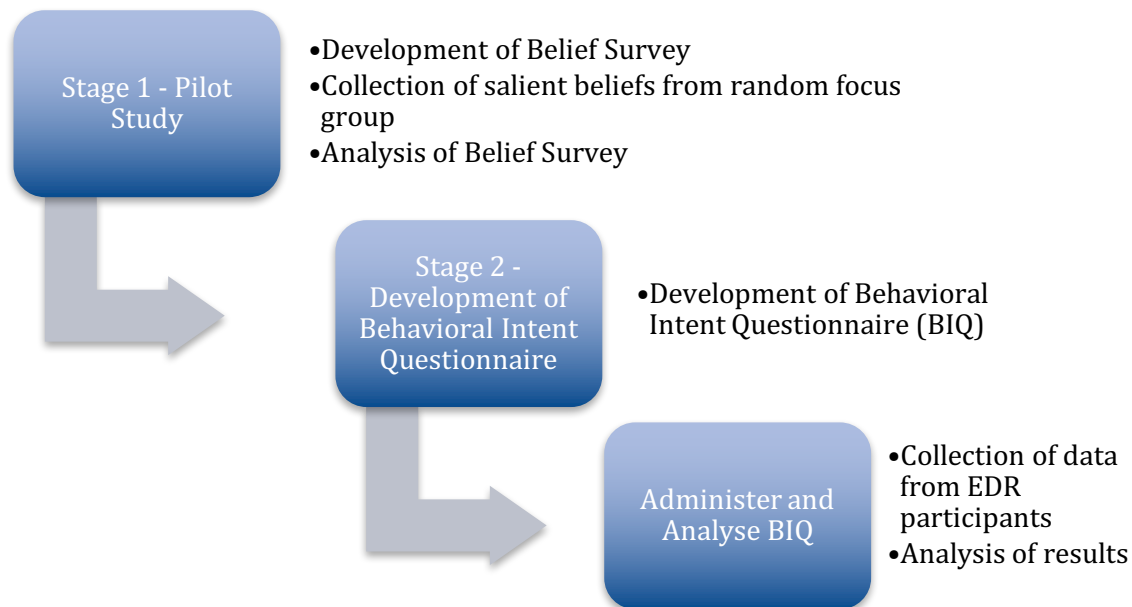 Stage 1 - Pilot
Study
•Development of Belief Survey
•Collection of salient beliefs from random focus
group
•Analysis of Belief Survey
Stage 2 -
Development of
Behavioral Intent
Questionnaire
•Development of Behavioral
Intent Questionnaire (BIQ)
Administer and
Analyse BIQ
•Collection of data
from EDR
participants
•Analysis of results